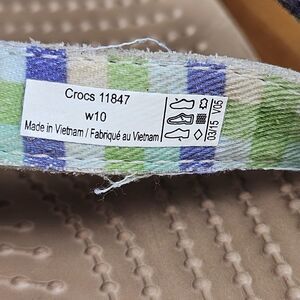 Crocs 11847
w10
Made in Vietnam / Fabriqué au Vietnam
03/15 V05